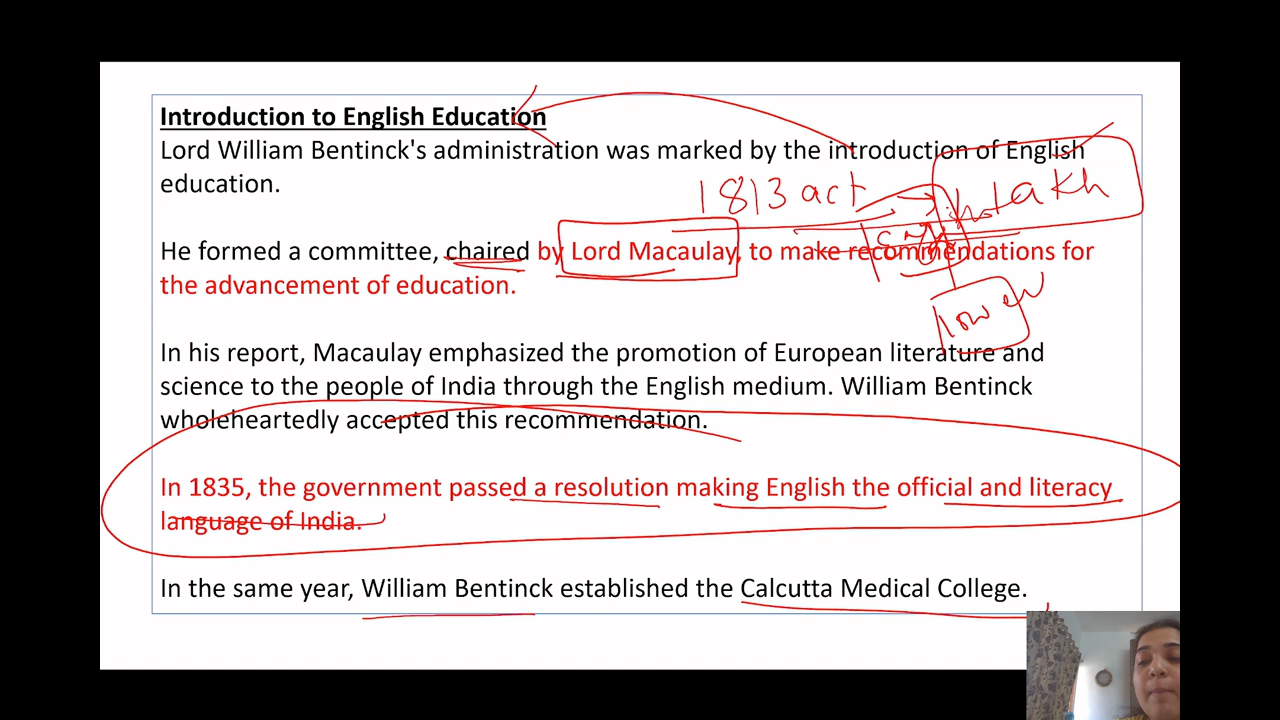 Introduction to English Education
Lord William Bentinck's administration was marked by the introduction of English
education.
1813 act
lakh
He formed a committee, chaired by Lord Macaulay, to make recommendations for
the advancement of education.
lower
In his report, Macaulay emphasized the promotion of European literature and
science to the people of India through the English medium. William Bentinck
wholeheartedly accepted this recommendation.
In 1835, the government passed a resolution making English the official and literacy
language of India.
In the same year, William Bentinck established the Calcutta Medical College.